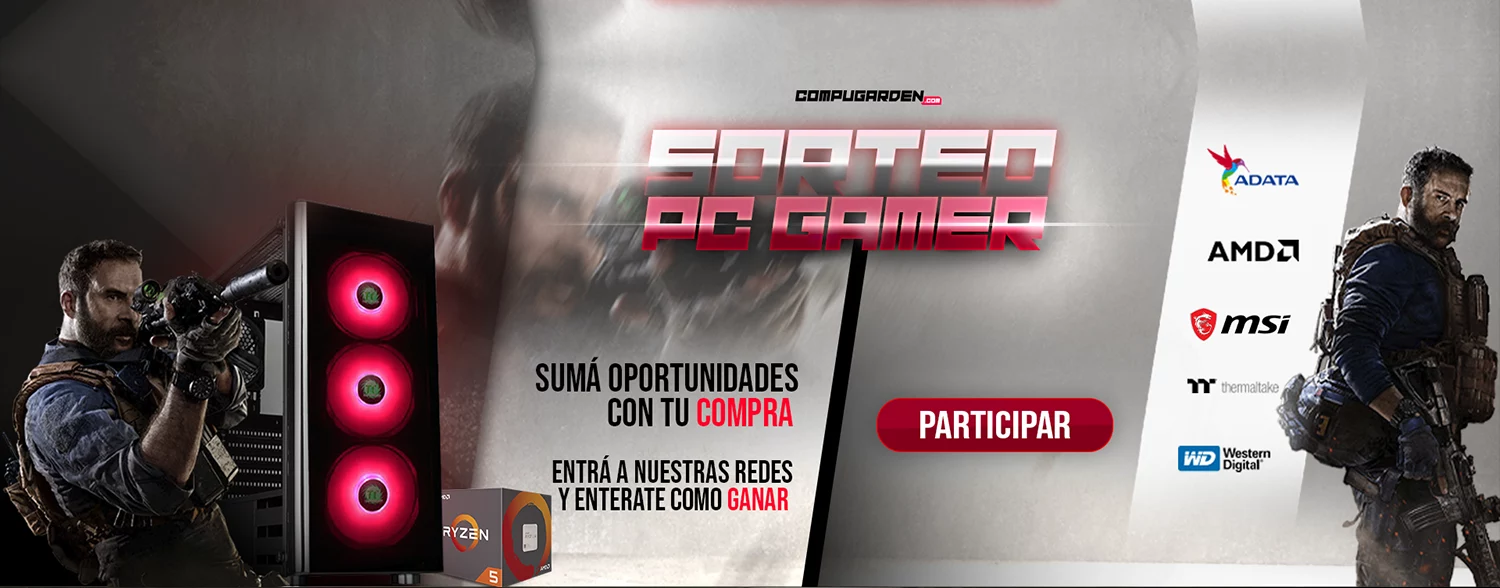 COMPUGARDEN.COM
SORTEO
PC GAMER
SUMÁ OPORTUNIDADES
CON TU COMPRA
ENTRÁ A NUESTRAS REDES
Y ENTERATE COMO GANAR
PARTICIPAR
ADATA
AMD
msi
thermaltake
WD Western
Digital®
RYZEN
5
AMD